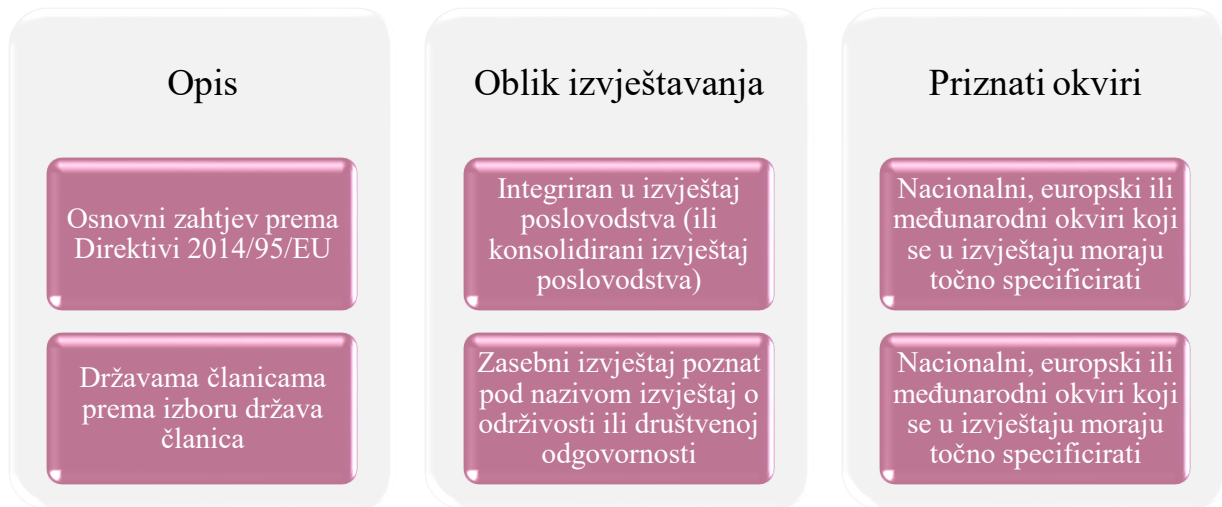 Opis
Osnovni zahtjev prema
Direktivi 2014/95/EU
Državama članicama
prema izboru država
članica
Oblik izvještavanja
Integriran u izvještaj
poslovodstva (ili
konsolidirani izvještaj
poslovodstva)
Zasebni izvještaj poznat
pod nazivom izvještaj o
održivosti ili društvenoj
odgovornosti
Priznati okviri
Nacionalni, europski ili
međunarodni okviri koji
se u izvještaju moraju
točno specificirati
Nacionalni, europski ili
međunarodni okviri koji
se u izvještaju moraju
točno specificirati